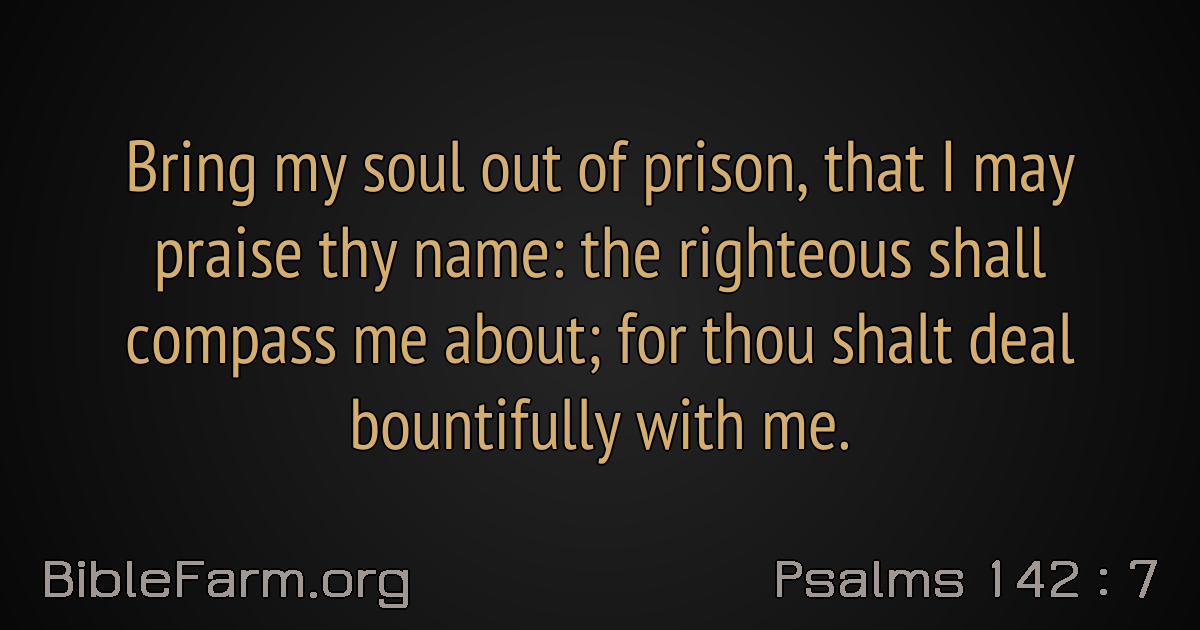 Bring my soul out of prison, that I may
praise thy name: the righteous shall
compass me about; for thou shalt deal
bountifully with me.
BibleFarm.org
Psalms 142 : 7